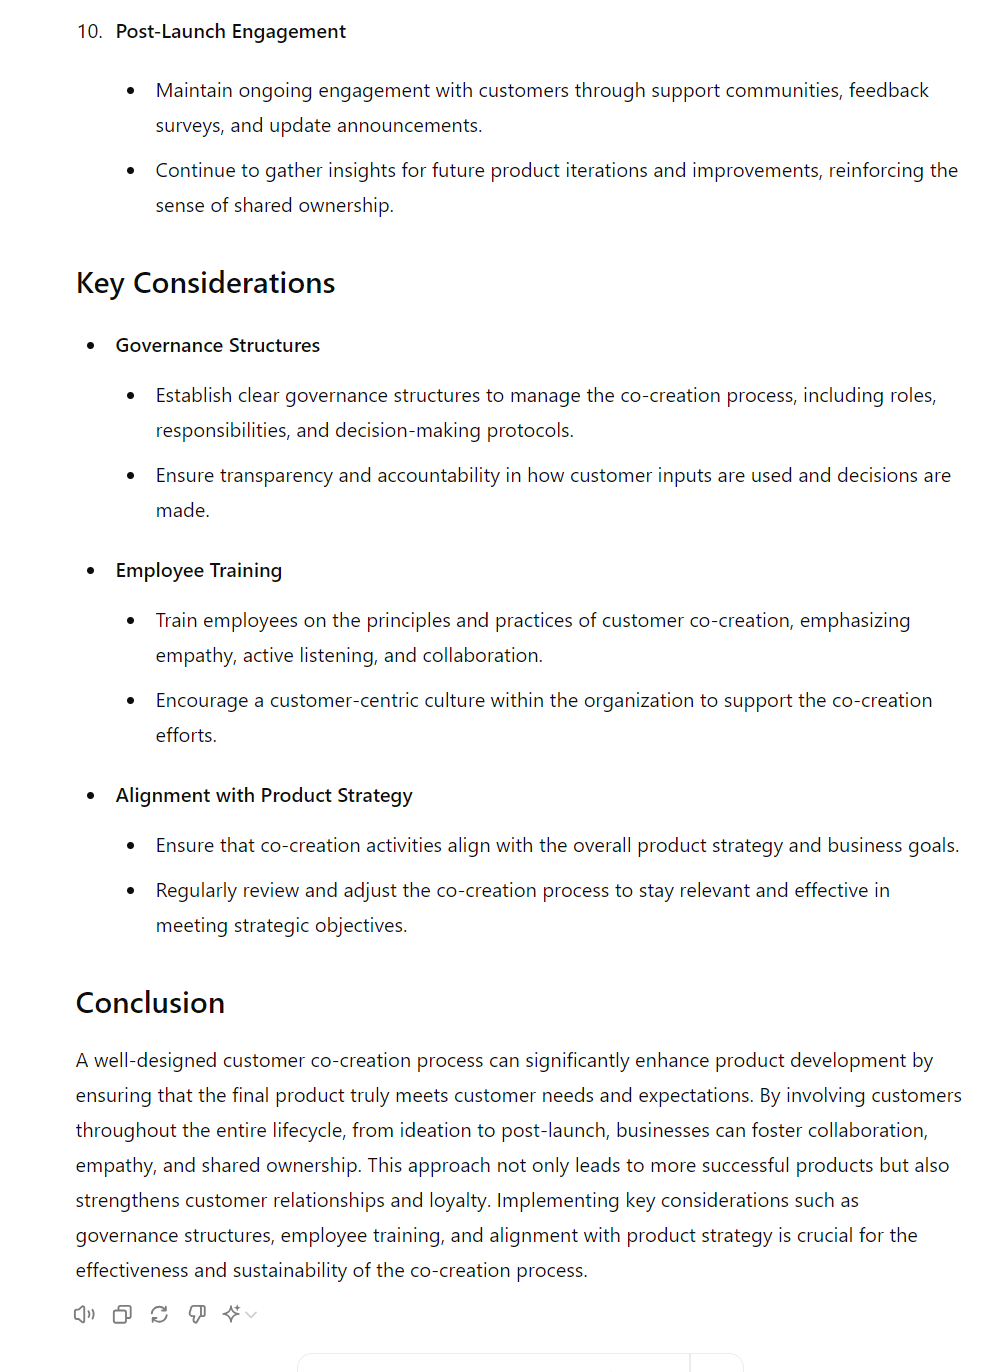 10. Post-Launch Engagement
• Maintain ongoing engagement with customers through support communities, feedback
surveys, and update announcements.
• Continue to gather insights for future product iterations and improvements, reinforcing the
sense of shared ownership.
Key Considerations
• Governance Structures
• Establish clear governance structures to manage the co-creation process, including roles,
responsibilities, and decision-making protocols.
• Ensure transparency and accountability in how customer inputs are used and decisions are
made.
• Employee Training
• Train employees on the principles and practices of customer co-creation, emphasizing
empathy, active listening, and collaboration.
• Encourage a customer-centric culture within the organization to support the co-creation
efforts.
• Alignment with Product Strategy
• Ensure that co-creation activities align with the overall product strategy and business goals.
• Regularly review and adjust the co-creation process to stay relevant and effective in
meeting strategic objectives.
Conclusion
A well-designed customer co-creation process can significantly enhance product development by
ensuring that the final product truly meets customer needs and expectations. By involving customers
throughout the entire lifecycle, from ideation to post-launch, businesses can foster collaboration,
empathy, and shared ownership. This approach not only leads to more successful products but also
strengthens customer relationships and loyalty. Implementing key considerations such as
governance structures, employee training, and alignment with product strategy is crucial for the
effectiveness and sustainability of the co-creation process.